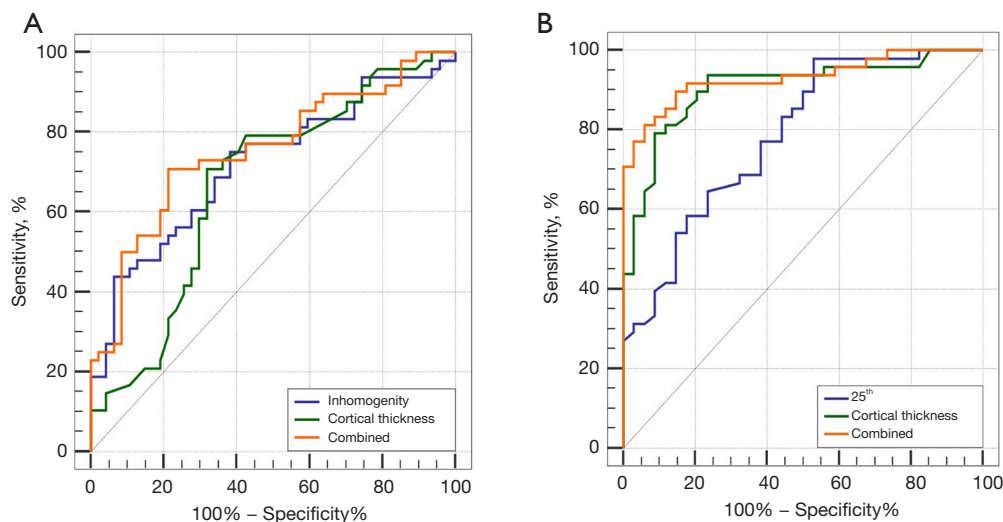 A
100
80
60
40
20
0
Sensitivity, %
Inhomogenity
Cortical thickness
Combined
0 20 40 60 80 100
100% – Specificity%
B
100
80
60
40
20
0
Sensitivity, %
25th
Cortical thickness
Combined
0 20 40 60 80 100
100% – Specificity%